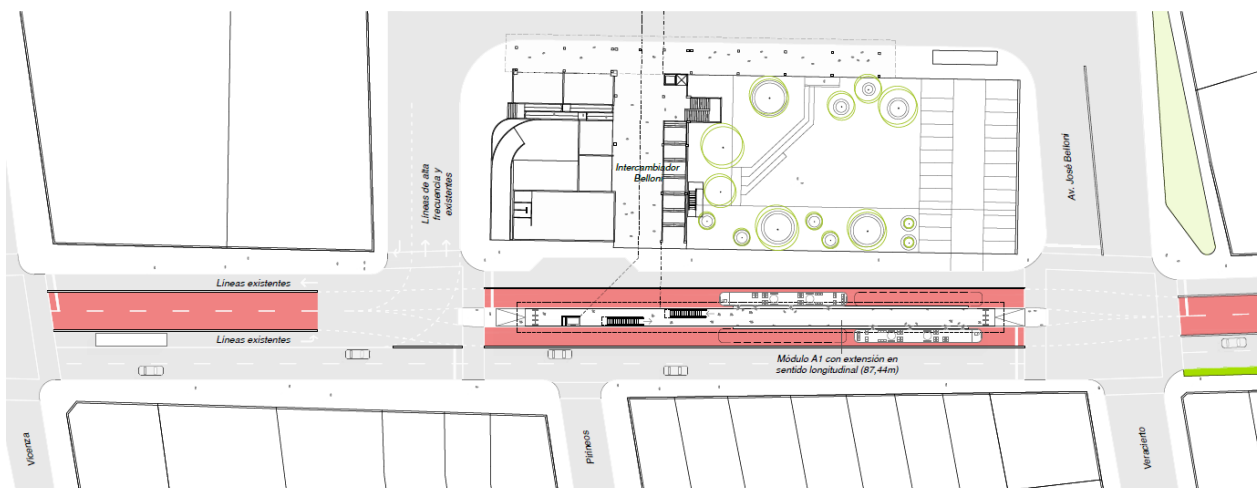 Intercambiador
Belloni
Líneas de alta
frecuencia y
existentes
Av. José Belloni
Líneas existentes
Líneas existentes
Módulo A1 con extensión en
sentido longitudinal (87,44m)
Vicenza
Pirineos
Veracierto